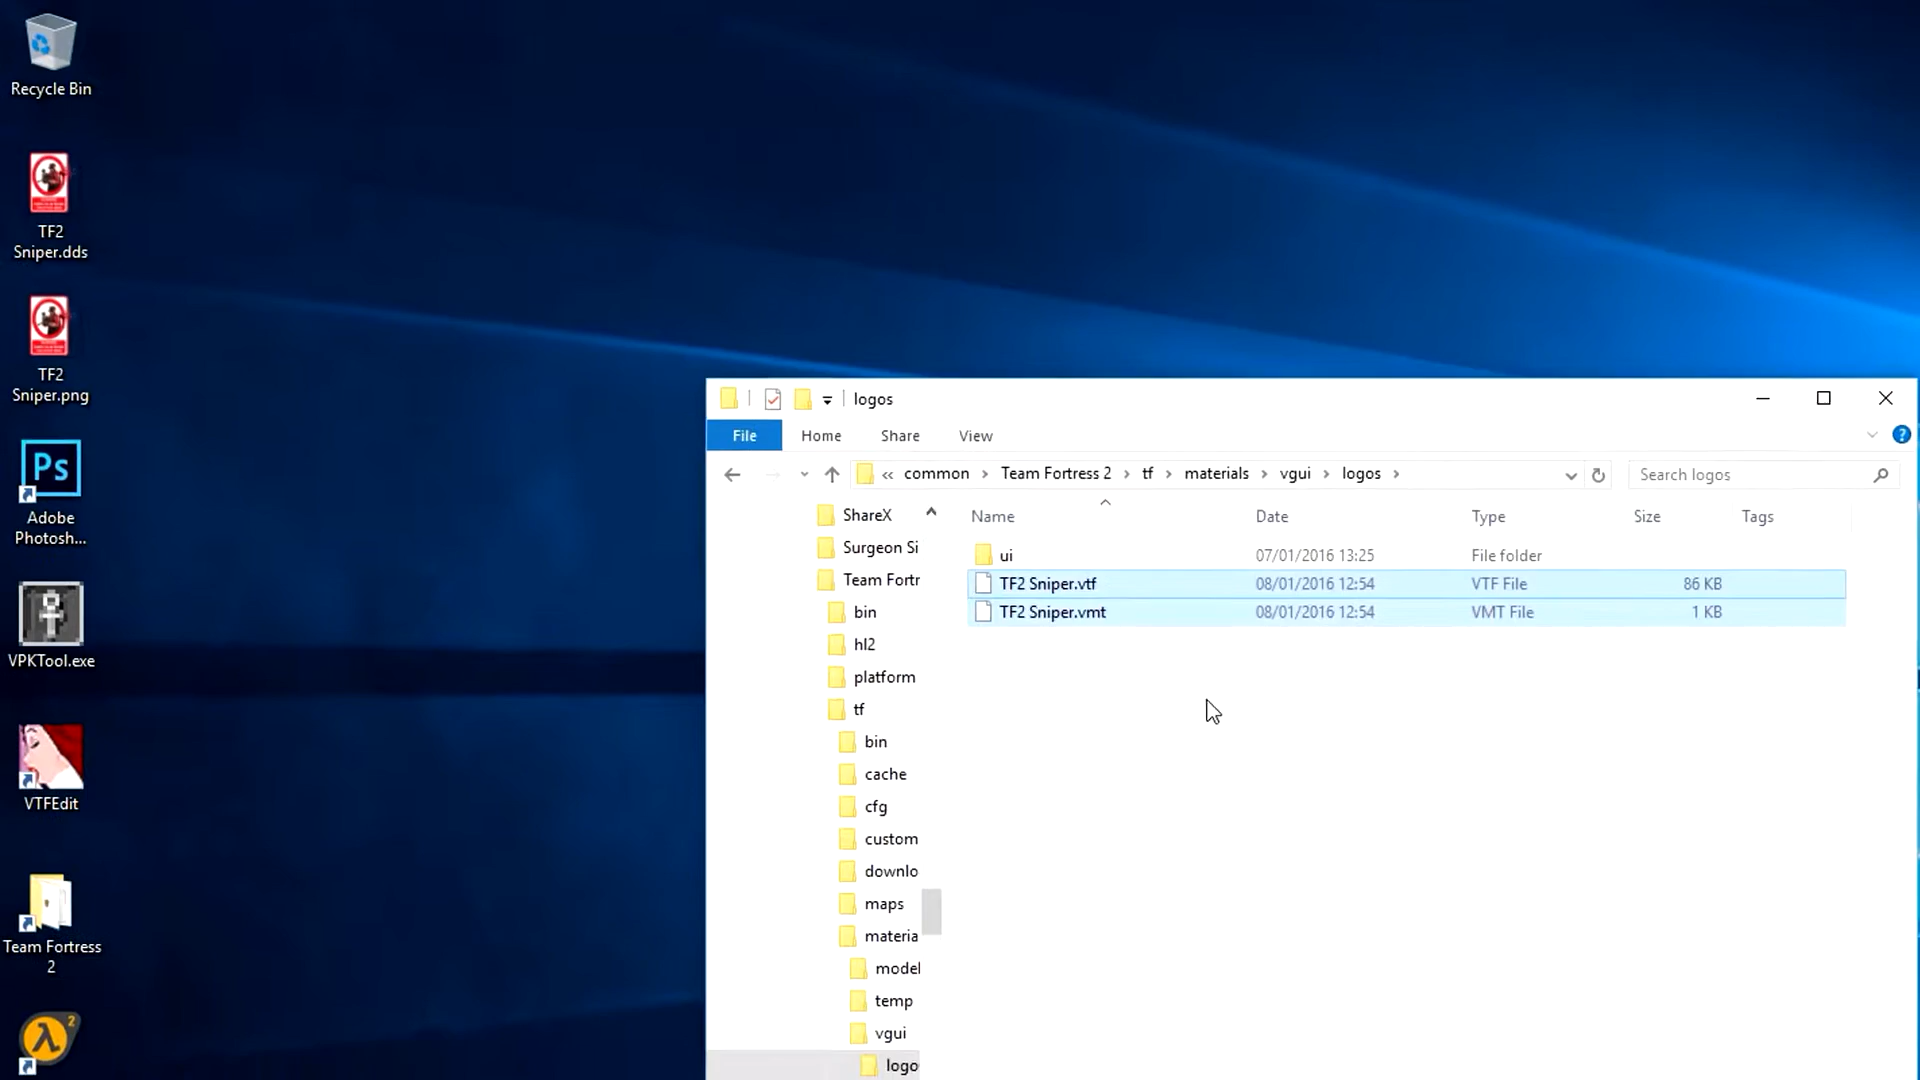 Recycle Bin
TF2
Sniper.dds
TF2
Sniper.png
Ps
Adobe
Photosh...
VPKTool.exe
VTFEdit
Team Fortress
2
2
logos
File Home Share View
?
« common Team Fortress 2 tf materials vgui logos
Search logos
ShareX
Surgeon Si
Team Fortr
bin
hl2
platform
tf
bin
cache
cfg
custom
downlo
maps
materia
model
temp
vgui
logo
Name Date Type Size Tags
ui 07/01/2016 13:25 File folder
TF2 Sniper.vtf 08/01/2016 12:54 VTF File 86 KB
TF2 Sniper.vmt 08/01/2016 12:54 VMT File 1 KB